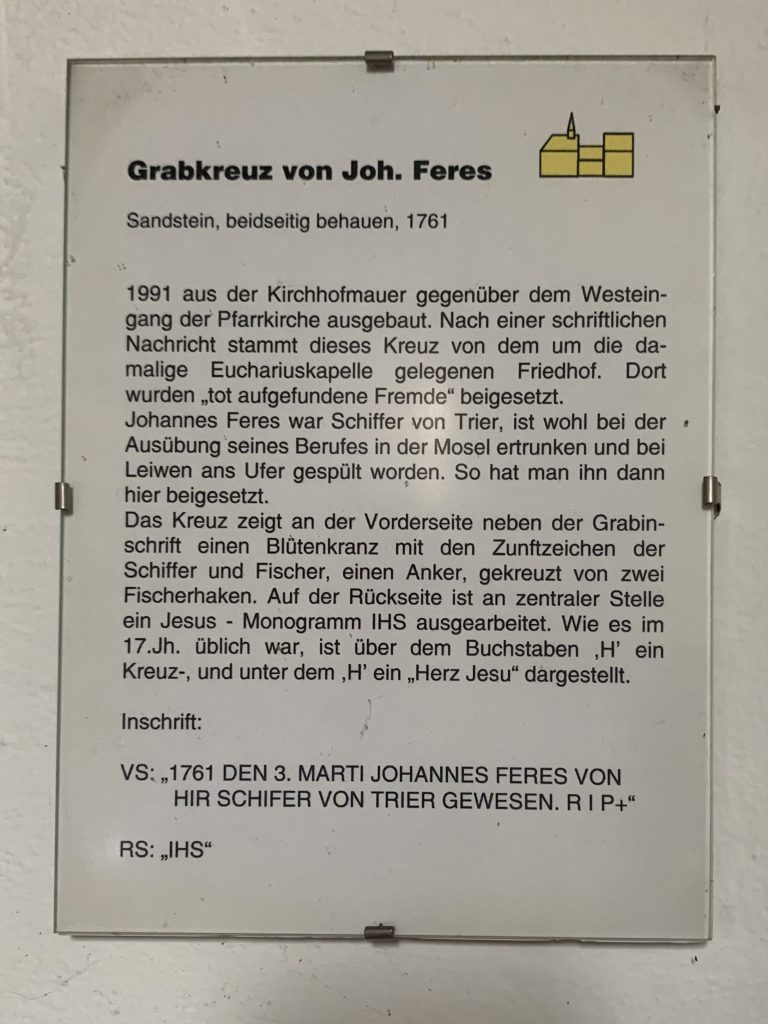 Grabkreuz von Joh. Feres
Sandstein, beidseitig behauen, 1761
1991 aus der Kirchhofmauer gegenüber dem Westein-
gang der Pfarrkirche ausgebaut. Nach einer schriftlichen
Nachricht stammt dieses Kreuz von dem um die da-
malige Euchariuskapelle gelegenen Friedhof. Dort
wurden „tot aufgefundene Fremde“ beigesetzt.
Johannes Feres war Schiffer von Trier, ist wohl bei der
Ausübung seines Berufes in der Mosel ertrunken und bei
Leiwen ans Ufer gespült worden. So hat man ihn dann
hier beigesetzt.
Das Kreuz zeigt an der Vorderseite neben der Grabin-
schrift einen Blütenkranz mit den Zunftzeichen der
Schiffer und Fischer, einen Anker, gekreuzt von zwei
Fischerhaken. Auf der Rückseite ist an zentraler Stelle
ein Jesus - Monogramm IHS ausgearbeitet. Wie es im
17.Jh. üblich war, ist über dem Buchstaben ‚H’ ein
Kreuz-, und unter dem ‚H’ ein „Herz Jesu“ dargestellt.
Inschrift:
VS: „1761 DEN 3. MARTI JOHANNES FERES VON
HIR SCHIFER VON TRIER GEWESEN. R I P+“
RS: „IHS“